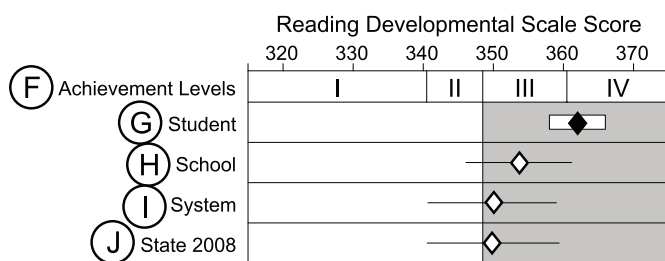 Reading Developmental Scale Score
320 330 340 350 360 370
F Achievement Levels I II III IV
G Student
H School
I System
J State 2008